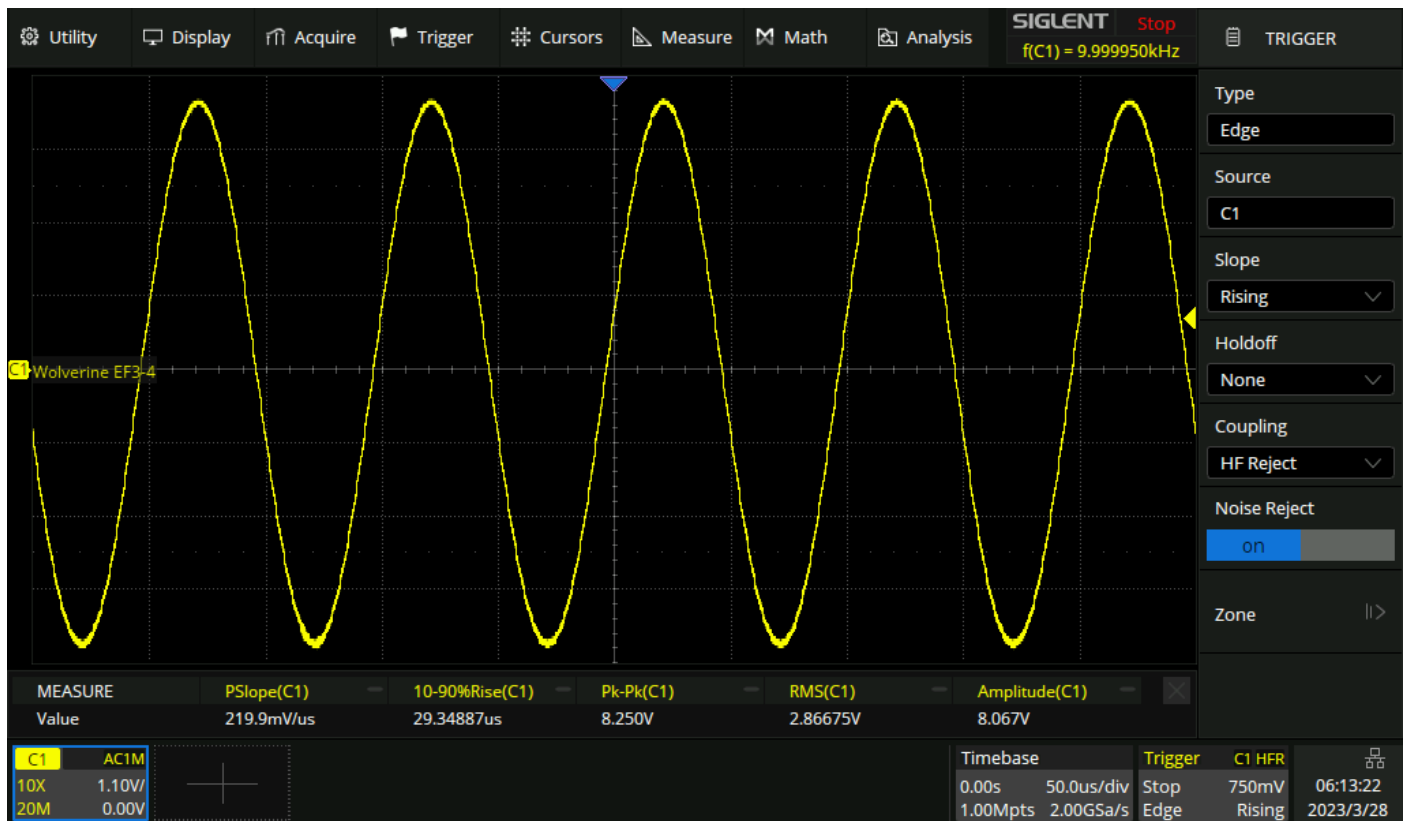 Utility Display Acquire Trigger Cursors Measure Math Analysis
SIGLENT Stop
f(C1) = 9.999950kHz
TRIGGER
Type
Edge
Source
C1
Slope
Rising
Holdoff
None
Coupling
HF Reject
Noise Reject
on
Zone
C1 Wolverine EF3-4
MEASURE PSlope(C1) 10-90%Rise(C1) Pk-Pk(C1) RMS(C1) Amplitude(C1)
Value 219.9mV/us 29.34887us 8.250V 2.86675V 8.067V
C1 AC1M
10X 1.10V/
20M 0.00V
Timebase
0.00s 50.0us/div
1.00Mpts 2.00GSa/s
Trigger C1 HFR
Stop 750mV
Edge Rising
06:13:22
2023/3/28